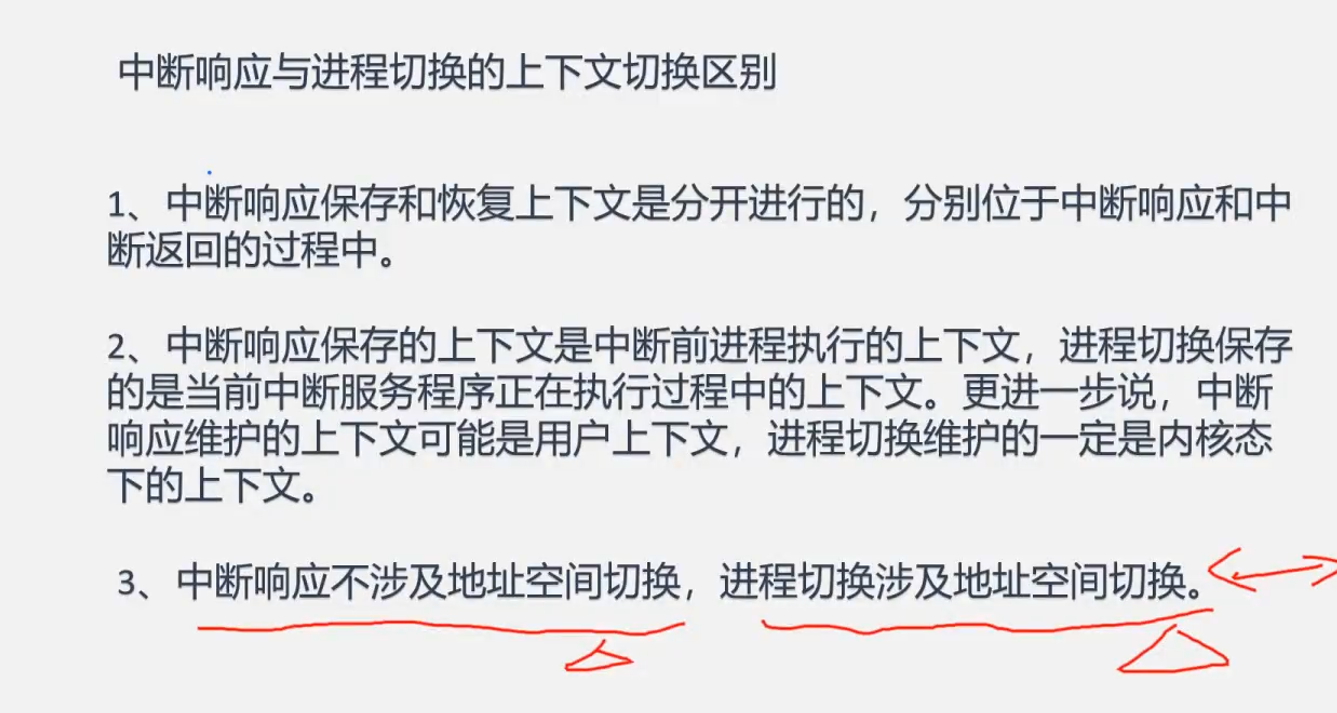 中断响应与进程切换的上下文切换区别
1、中断响应保存和恢复上下文是分开进行的，分别位于中断响应和中
断返回的过程中。
2、中断响应保存的上下文是中断前进程执行的上下文，进程切换保存
的是当前中断服务程序正在执行过程中的上下文。更进一步说，中断
响应维护的上下文可能是用户上下文，进程切换维护的一定是内核态
下的上下文。
3、中断响应不涉及地址空间切换，进程切换涉及地址空间切换。